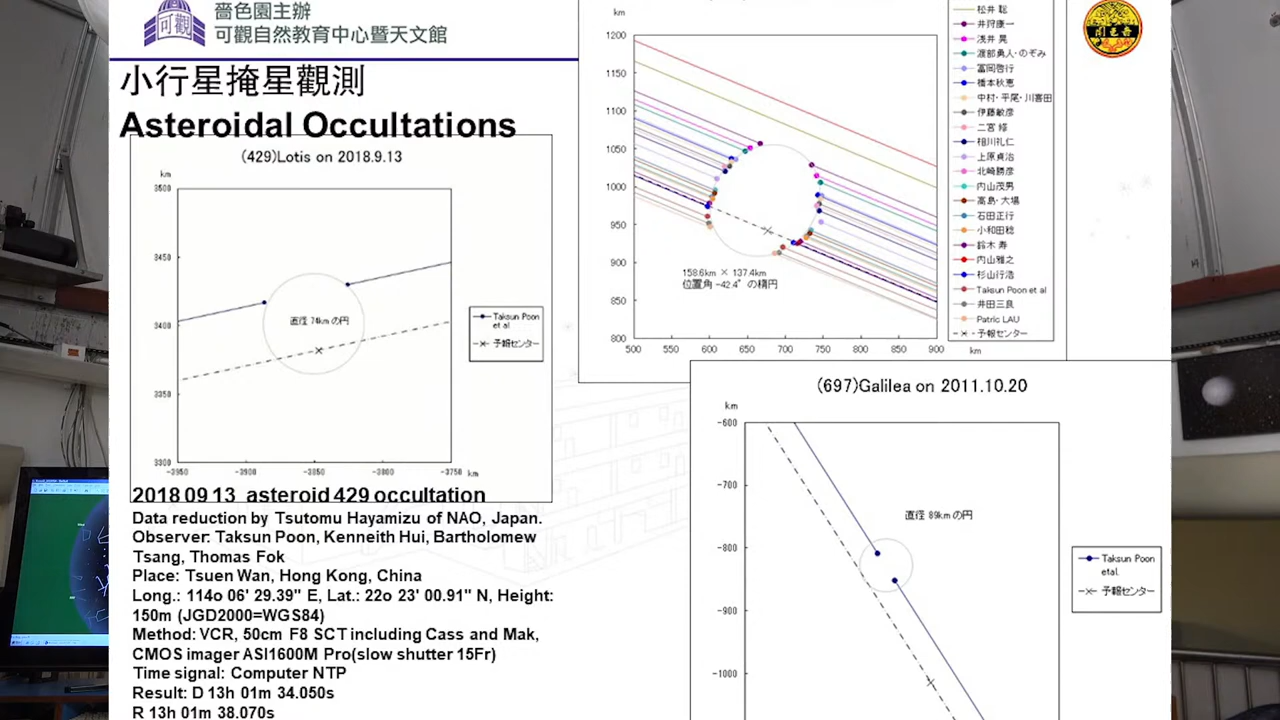 嗇色園主辦
可觀自然教育中心暨天文館
可觀
小行星掩星觀測
Asteroidal Occultations
(429)Lotis on 2018.9.13
km
3500
3450
3400
3350
3300
-3950
-3900
-3850
-3800
-3750
km
直径 74kmの円
Taksun Poon
et al
予報センター
2018 09 13 asteroid 429 occultation
Data reduction by Tsutomu Hayamizu of NAO, Japan.
Observer: Taksun Poon, Kenneith Hui, Bartholomew
Tsang, Thomas Fok
Place: Tsuen Wan, Hong Kong, China
Long.: 114o 06' 29.39" E, Lat.: 22o 23' 00.91" N, Height:
150m (JGD2000=WGS84)
Method: VCR, 50cm F8 SCT including Cass and Mak,
CMOS imager ASI1600M Pro(slow shutter 15Fr)
Time signal: Computer NTP
Result: D 13h 01m 34.050s
R 13h 01m 38.070s
km
1200
1150
1100
1050
1000
950
900
850
800
500
550
600
650
700
750
800
850
900
km
158.6km × 137.4km
位置角 -42.4° の楕円
松井 聡
井狩康一
浅井 晃
渡部勇人・のぞみ
冨岡啓行
橋本秋恵
中村・平尾・川喜田
伊藤敏彦
二宮 修
相川礼仁
上原貞治
北崎勝彦
内山茂男
高島・大場
石田正行
小和田稔
鈴木 寿
内山雅之
杉山行浩
Taksun Poon et al
井田三良
Patric LAU
予報センター
嗇色園
(697)Galilea on 2011.10.20
km
-600
-700
-800
-900
-1000
直径 89kmの円
Taksun Poon
etal.
予報センター